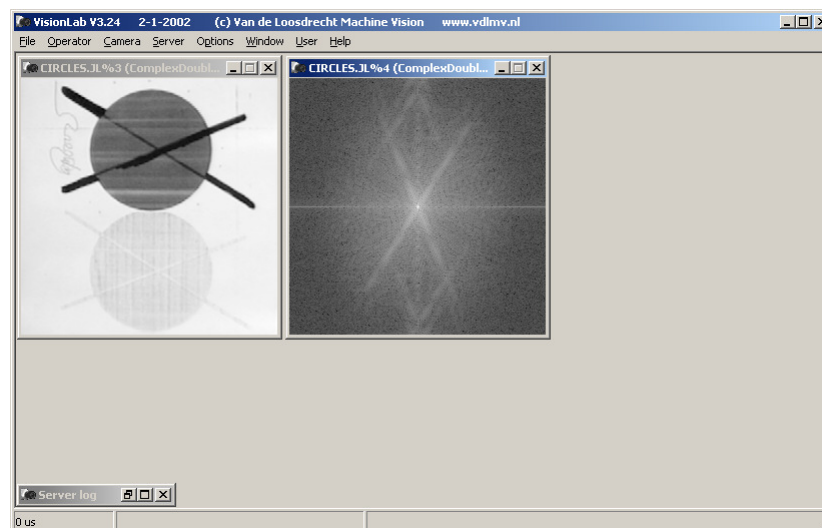 VisionLab V3.24 2-1-2002 (c) Van de Loosdrecht Machine Vision www.vdlmv.nl
File Operator Camera Server Options Window User Help
CIRCLES.JL%3 (ComplexDoubl...
CIRCLES.JL%4 (ComplexDoubl...
Server log
0 us